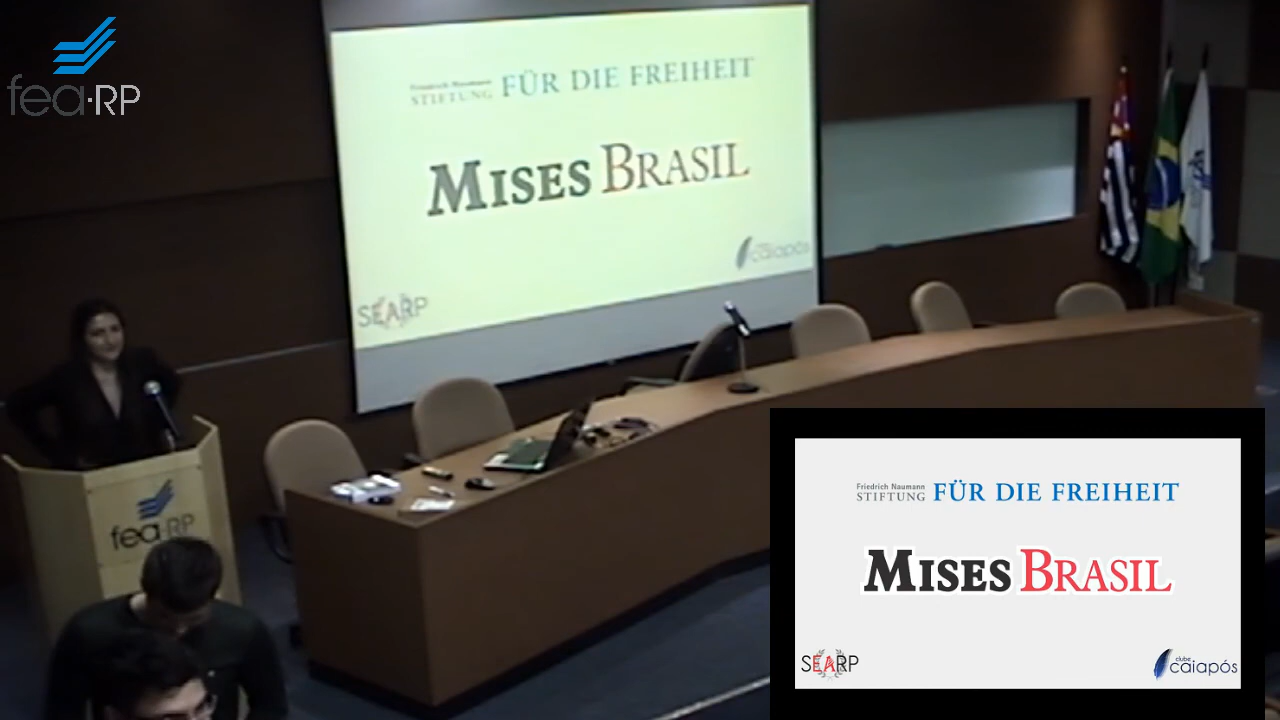 fea·RP
Friedrich Naumann
STIFTUNG FÜR DIE FREIHEIT
MISES BRASIL
caiapós
SEARP
fea·RP
Friedrich Naumann
STIFTUNG FÜR DIE FREIHEIT
MISES BRASIL
SEARP
clube
caiapós